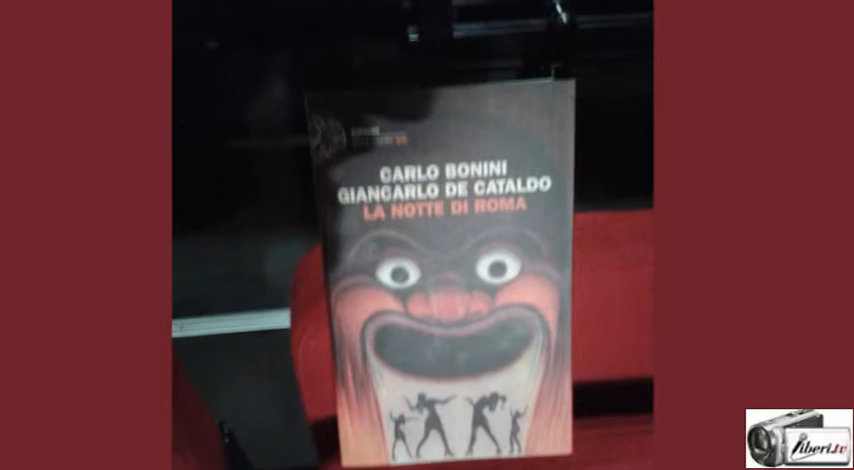 CARLO BONINI
GIANCARLO DE CATALDO
LA NOTTE DI ROMA
liberi.tv